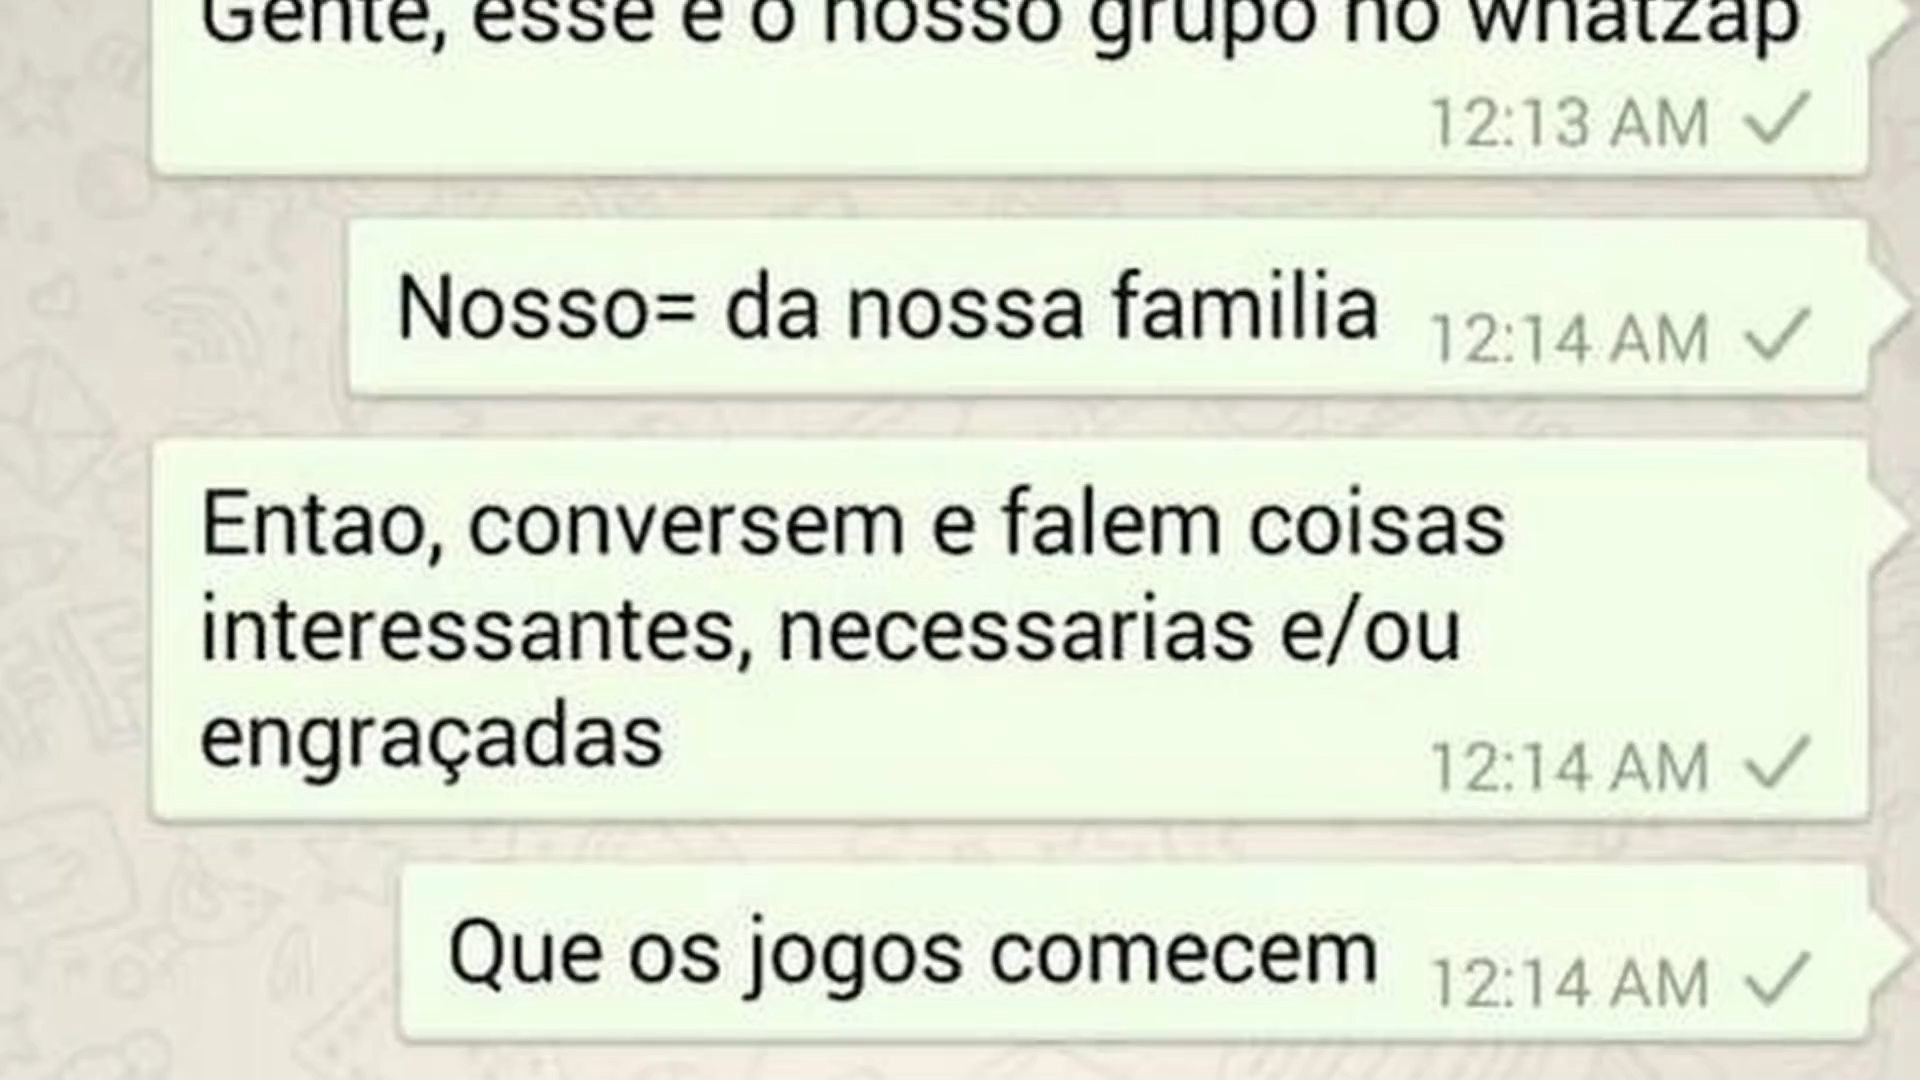 Gente, esse e o nosso grupo no whatzap
12:13 AM
Nosso= da nossa familia 12:14 AM
Entao, conversem e falem coisas
interessantes, necessarias e/ou
engraçadas 12:14 AM
Que os jogos comecem 12:14 AM